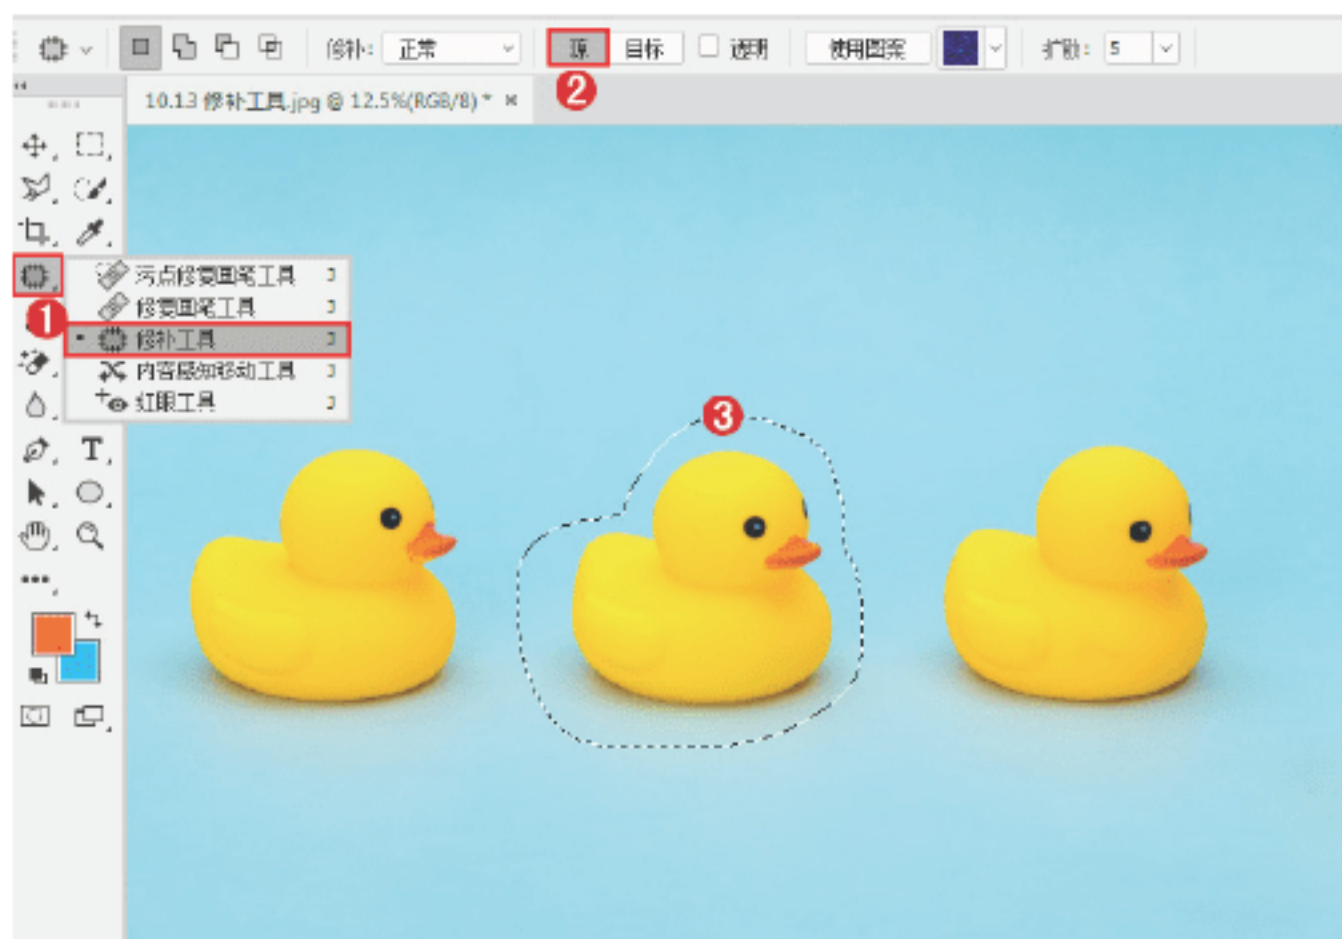 修补: 正常 源 目标 透明 使用图案 扩散: 5
2
10.13 修补工具.jpg @ 12.5%(RGB/8) * ×
污点修复画笔工具 J
修复画笔工具 J
1
修补工具 J
内容感知移动工具 J
红眼工具 J
3
T